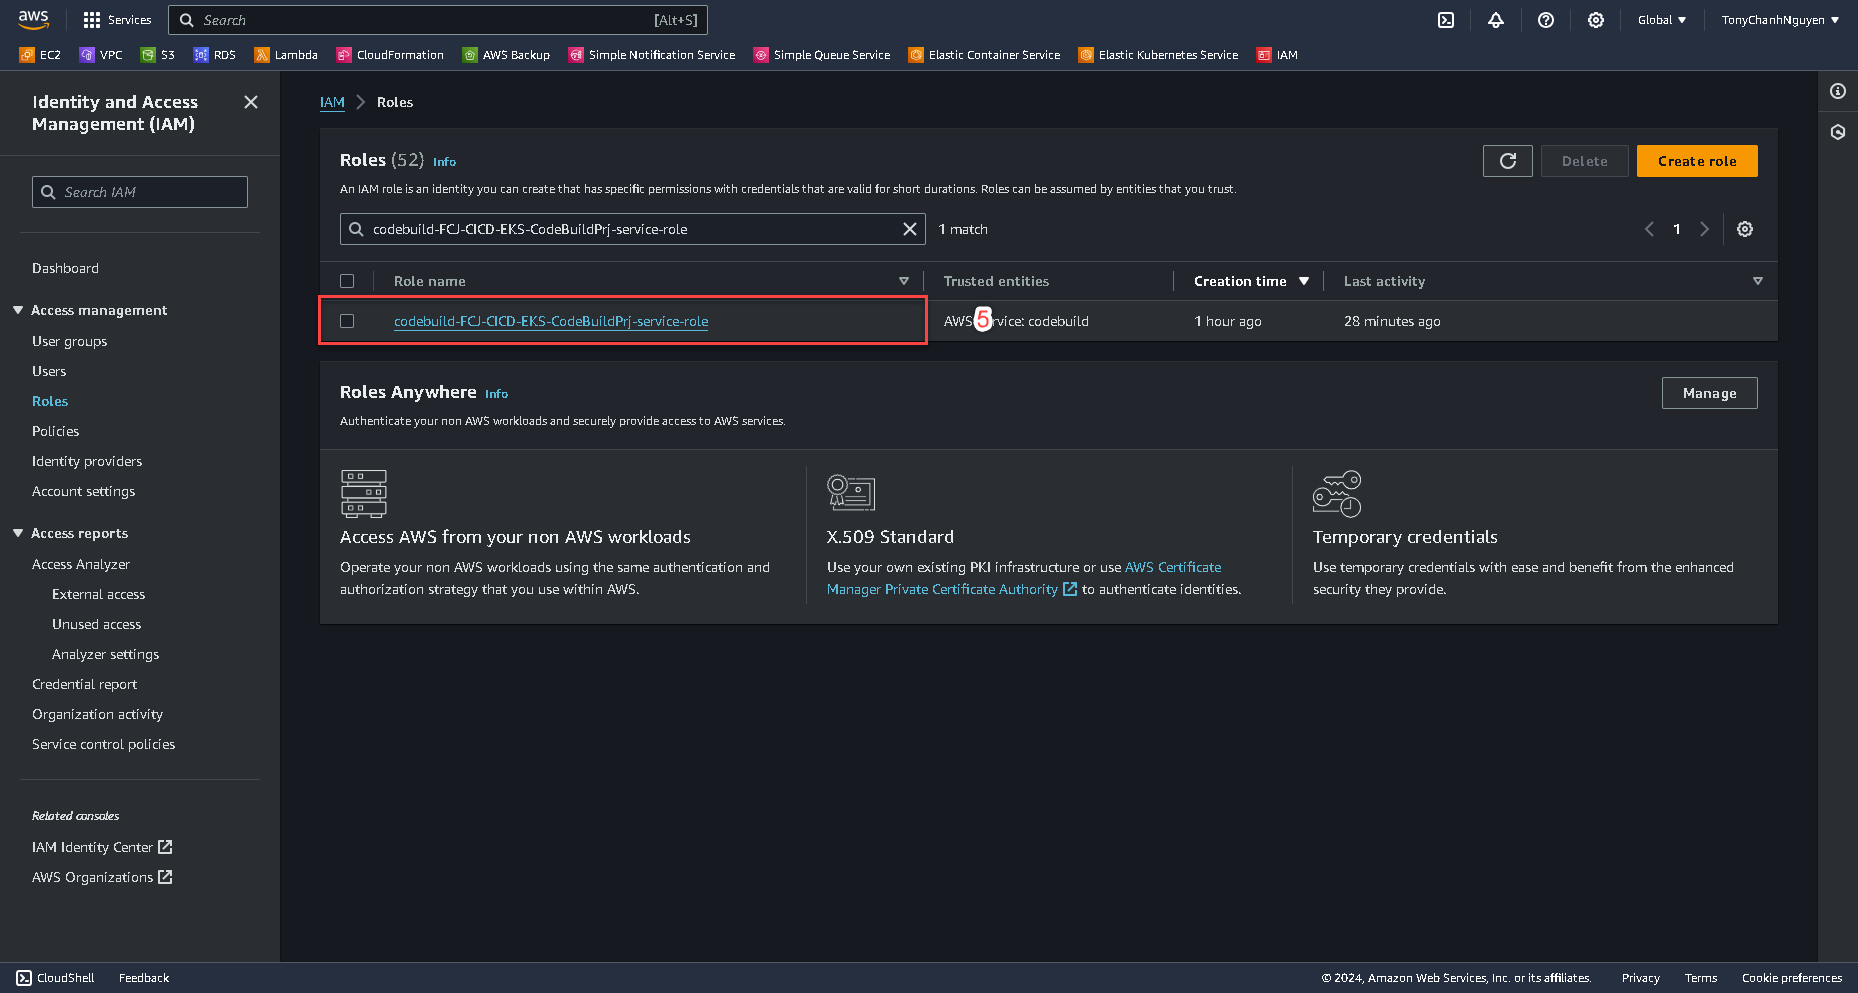 aws
Services
Search [Alt+S]
Global ▼
TonyChanhNguyen ▼
EC2
VPC
S3
RDS
Lambda
CloudFormation
AWS Backup
Simple Notification Service
Simple Queue Service
Elastic Container Service
Elastic Kubernetes Service
IAM
Identity and Access
Management (IAM)
Search IAM
Dashboard
Access management
User groups
Users
Roles
Policies
Identity providers
Account settings
Access reports
Access Analyzer
External access
Unused access
Analyzer settings
Credential report
Organization activity
Service control policies
Related consoles
IAM Identity Center
AWS Organizations
IAM > Roles
Roles (52) Info
Delete
Create role
An IAM role is an identity you can create that has specific permissions with credentials that are valid for short durations. Roles can be assumed by entities that you trust.
codebuild-FCJ-CICD-EKS-CodeBuildPrj-service-role
1 match
1
Role name
Trusted entities
Creation time
Last activity
codebuild-FCJ-CICD-EKS-CodeBuildPrj-service-role
AWS 5 rvice: codebuild
1 hour ago
28 minutes ago
Roles Anywhere Info
Manage
Authenticate your non AWS workloads and securely provide access to AWS services.
Access AWS from your non AWS workloads
Operate your non AWS workloads using the same authentication and
authorization strategy that you use within AWS.
X.509 Standard
Use your own existing PKI infrastructure or use AWS Certificate
Manager Private Certificate Authority to authenticate identities.
Temporary credentials
Use temporary credentials with ease and benefit from the enhanced
security they provide.
CloudShell
Feedback
© 2024, Amazon Web Services, Inc. or its affiliates.
Privacy
Terms
Cookie preferences